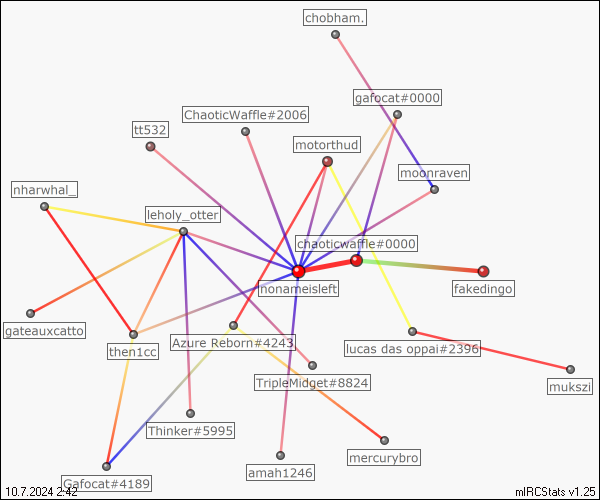 chobham.
gafocat#0000
ChaoticWaffle#2006
tt532
motorthud
moonraven
nharwhal_
leholy_otter
chaoticwaffle#0000
nonameisleft
fakedingo
gateauxcatto
then1cc
Azure Reborn#4243
lucas das oppai#2396
TripleMidget#8824
mukszi
Thinker#5995
mercurybro
amah1246
Gafocat#4189
10.7.2024 2:42
mIRCStats v1.25